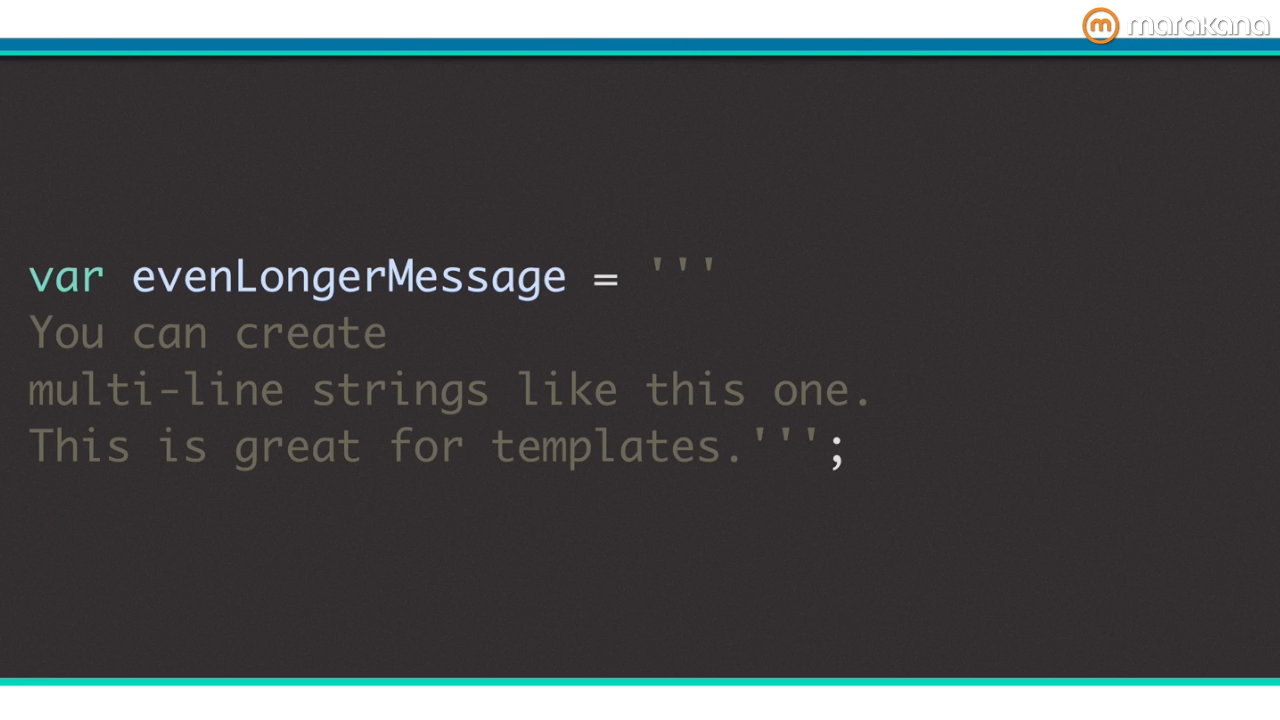 marakana
var evenLongerMessage = '''
You can create
multi-line strings like this one.
This is great for templates.''';